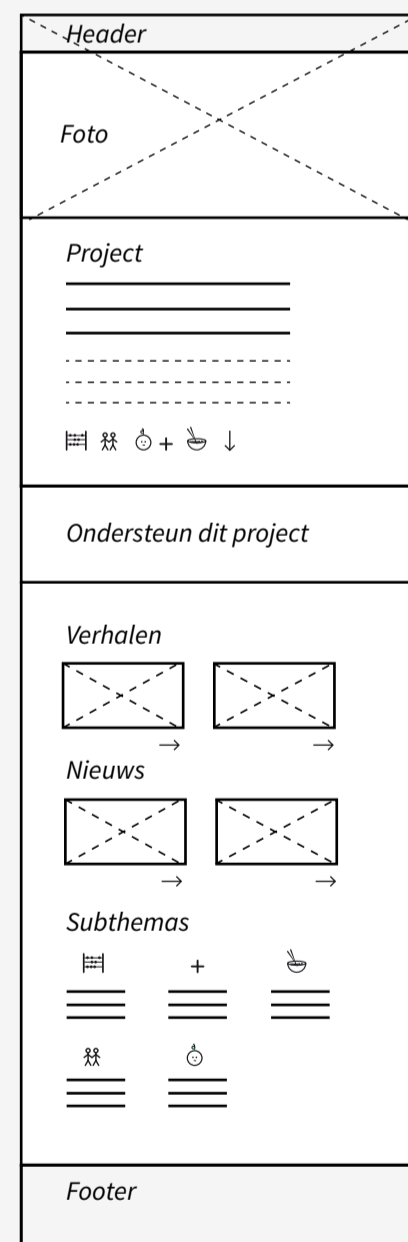 Header
Foto
Project
Ondersteun dit project
Verhalen
Nieuws
Subthemas
Footer